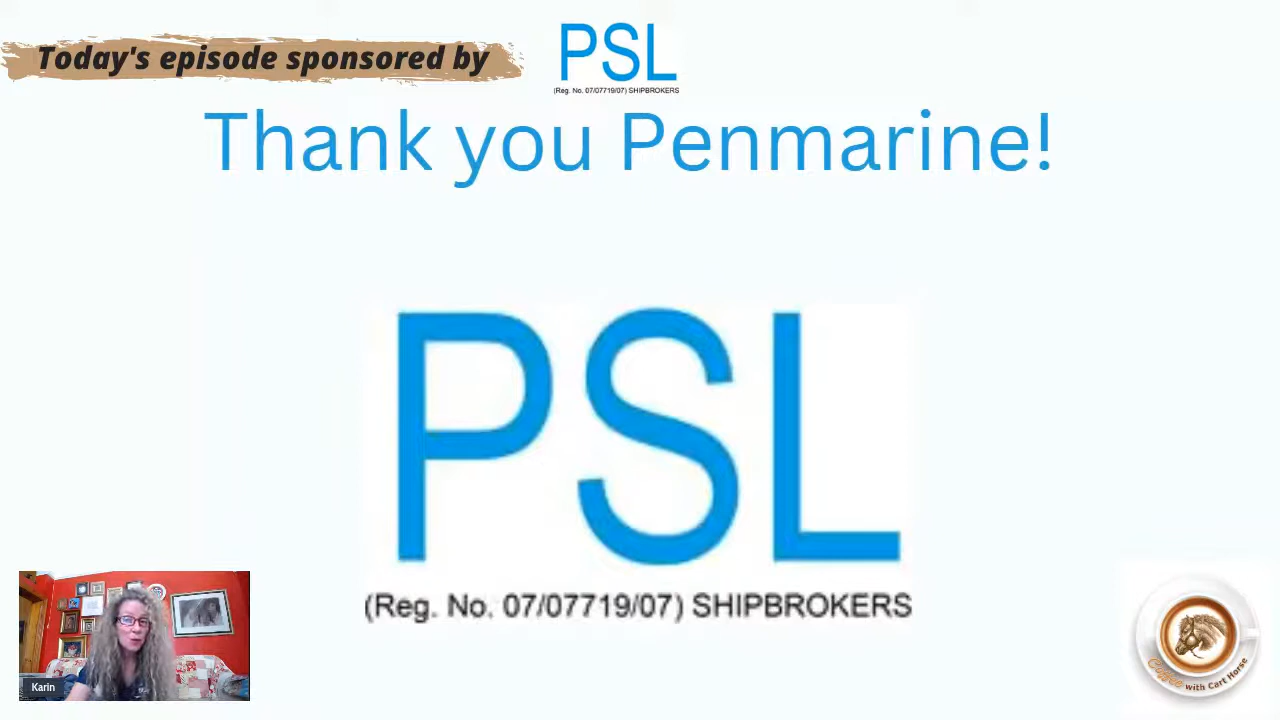 Today's episode sponsored by
PSL
(Reg. No. 07/07719/07) SHIPBROKERS
Thank you Penmarine!
PSL
(Reg. No. 07/07719/07) SHIPBROKERS
Karin
Coffee with Cart Horse